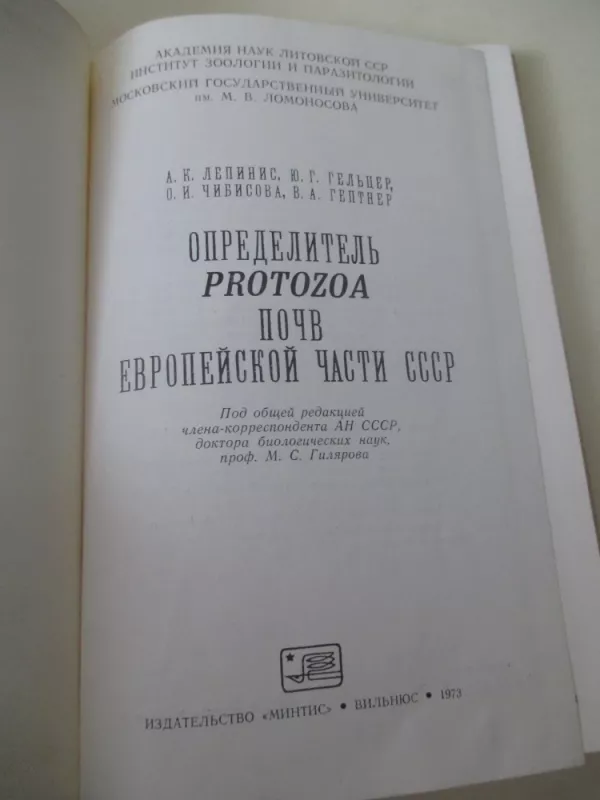 АКАДЕМИЯ НАУК ЛИТОВСКОЙ ССР
ИНСТИТУТ ЗООЛОГИИ И ПАРАЗИТОЛОГИИ
МОСКОВСКИЙ ГОСУДАРСТВЕННЫЙ УНИВЕРСИТЕТ
им. М. В. ЛОМОНОСОВА
А. К. ЛЕПИНИС, Ю. Г. ГЕЛЬЦЕР,
О. И. ЧИБИСОВА, В. А. ГЕПТНЕР
ОПРЕДЕЛИТЕЛЬ
PROTOZOA
ПОЧВ
ЕВРОПЕЙСКОЙ ЧАСТИ СССР
Под общей редакцией
члена-корреспондента АН СССР,
доктора биологических наук,
проф. М. С. Гилярова
ИЗДАТЕЛЬСТВО «МИНТИС» • ВИЛЬНЮС • 1973